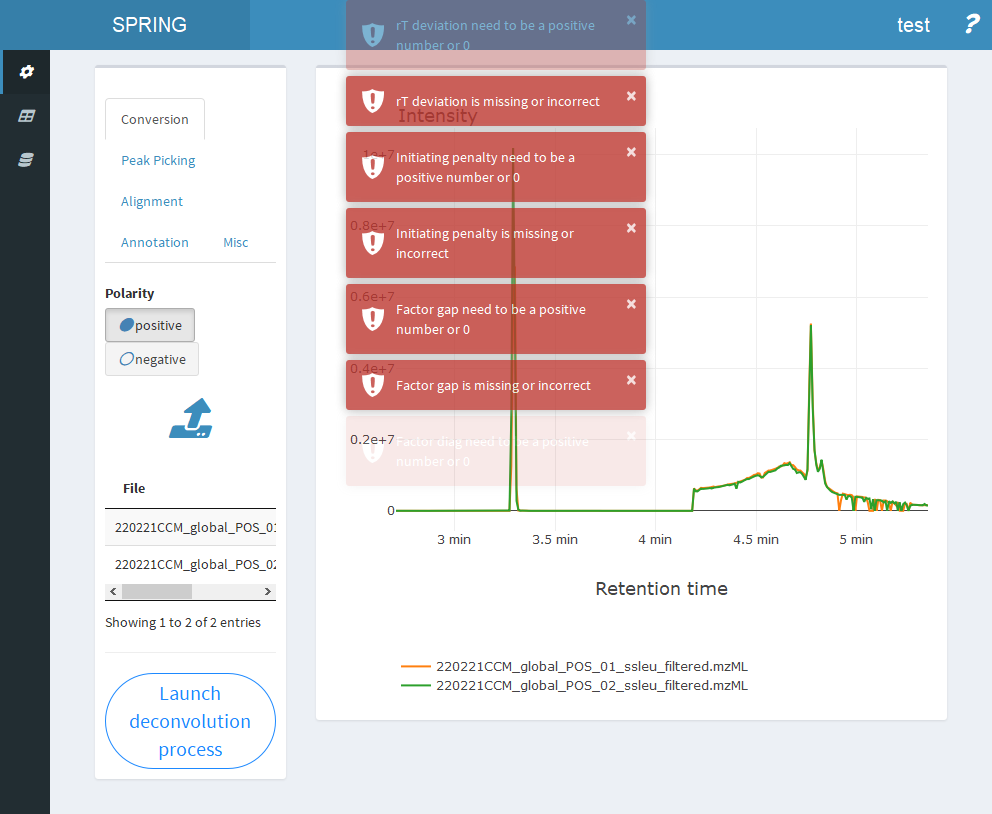 SPRING
test
?
Conversion
Peak Picking
Alignment
Annotation
Misc
Polarity
positive
negative
File
220221CCM_global_POS_01
220221CCM_global_POS_02
Showing 1 to 2 of 2 entries
Launch
deconvolution
process
rT deviation need to be a positive
number or 0
×
rT deviation is missing or incorrect
×
Initiating penalty need to be a
positive number or 0
×
Initiating penalty is missing or
incorrect
×
Factor gap need to be a positive
number or 0
×
Factor gap is missing or incorrect
×
Factor diag need to be a positive
number or 0
×
Intensity
1e+7
0.8e+7
0.6e+7
0.4e+7
0.2e+7
0
3 min
3.5 min
4 min
4.5 min
5 min
Retention time
220221CCM_global_POS_01_ssleu_filtered.mzML
220221CCM_global_POS_02_ssleu_filtered.mzML